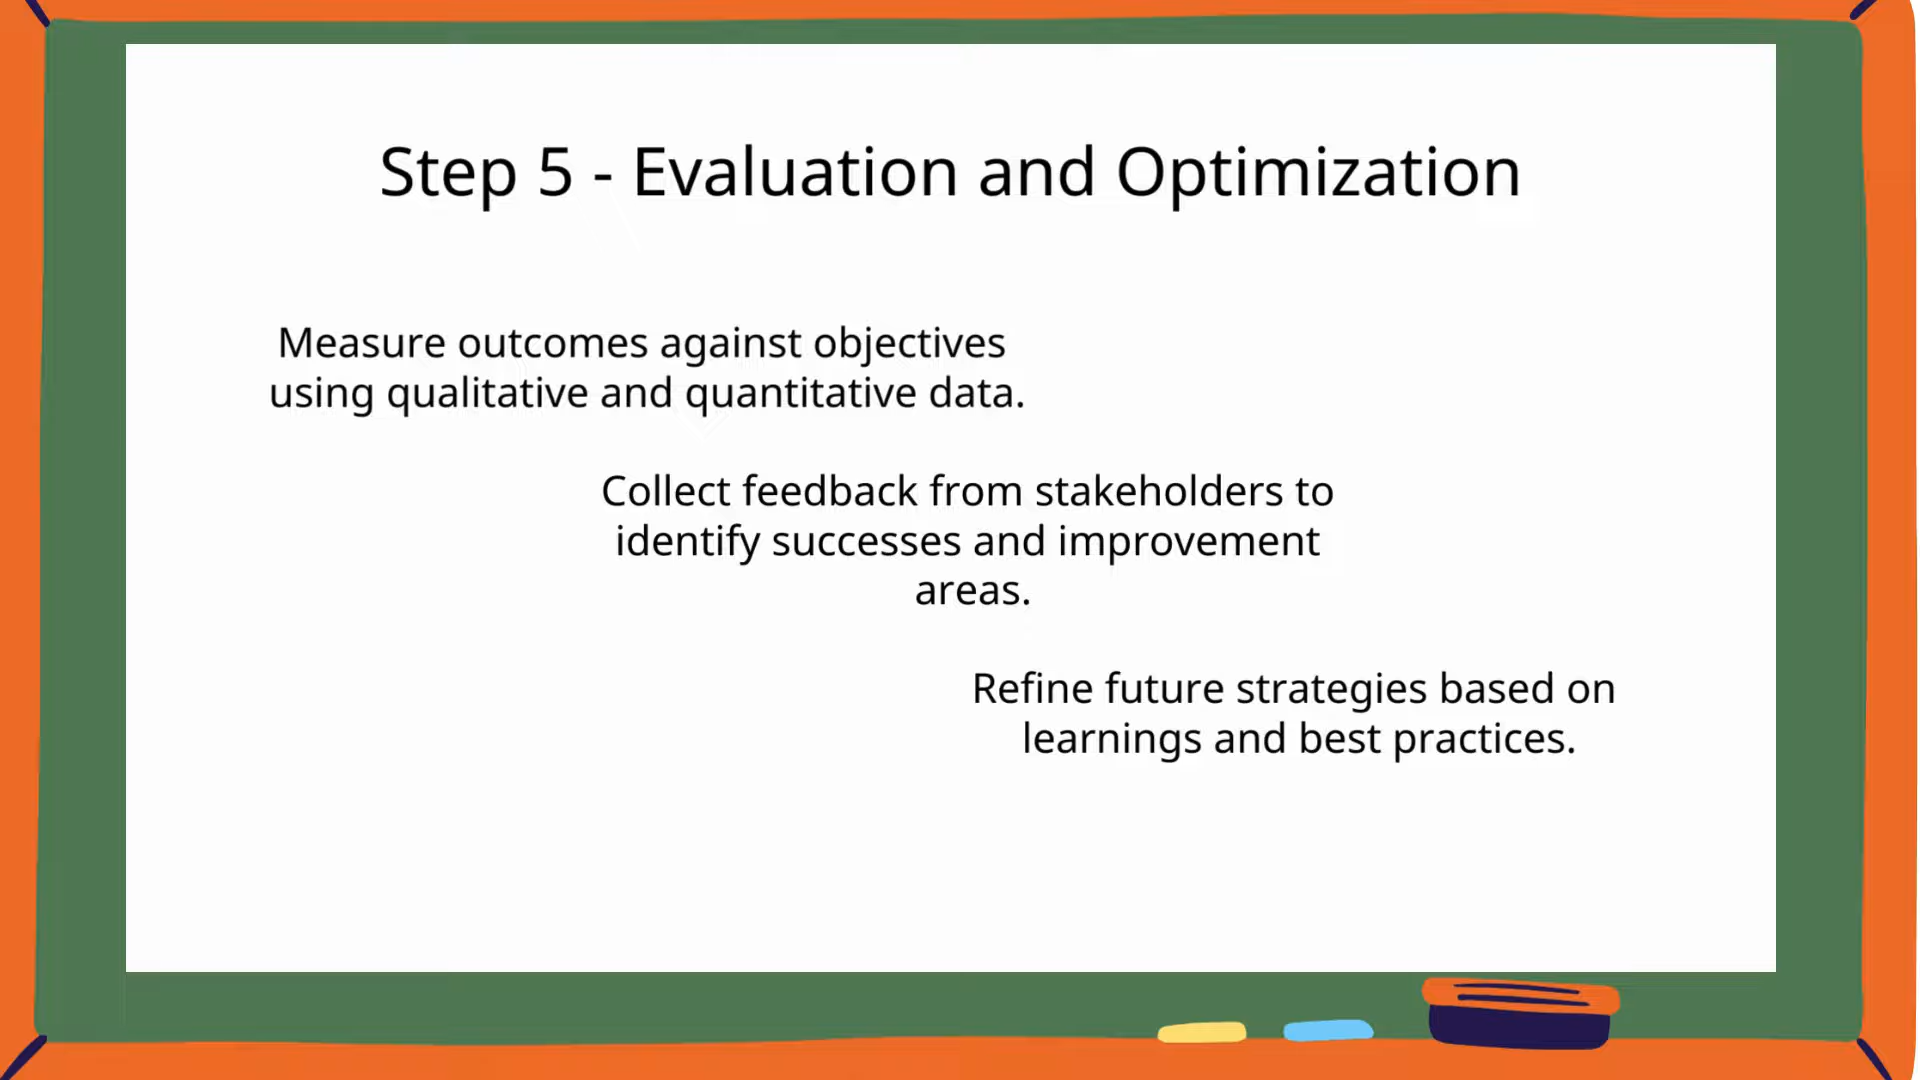 Step 5 - Evaluation and Optimization
Measure outcomes against objectives
using qualitative and quantitative data.
Collect feedback from stakeholders to
identify successes and improvement
areas.
Refine future strategies based on
learnings and best practices.